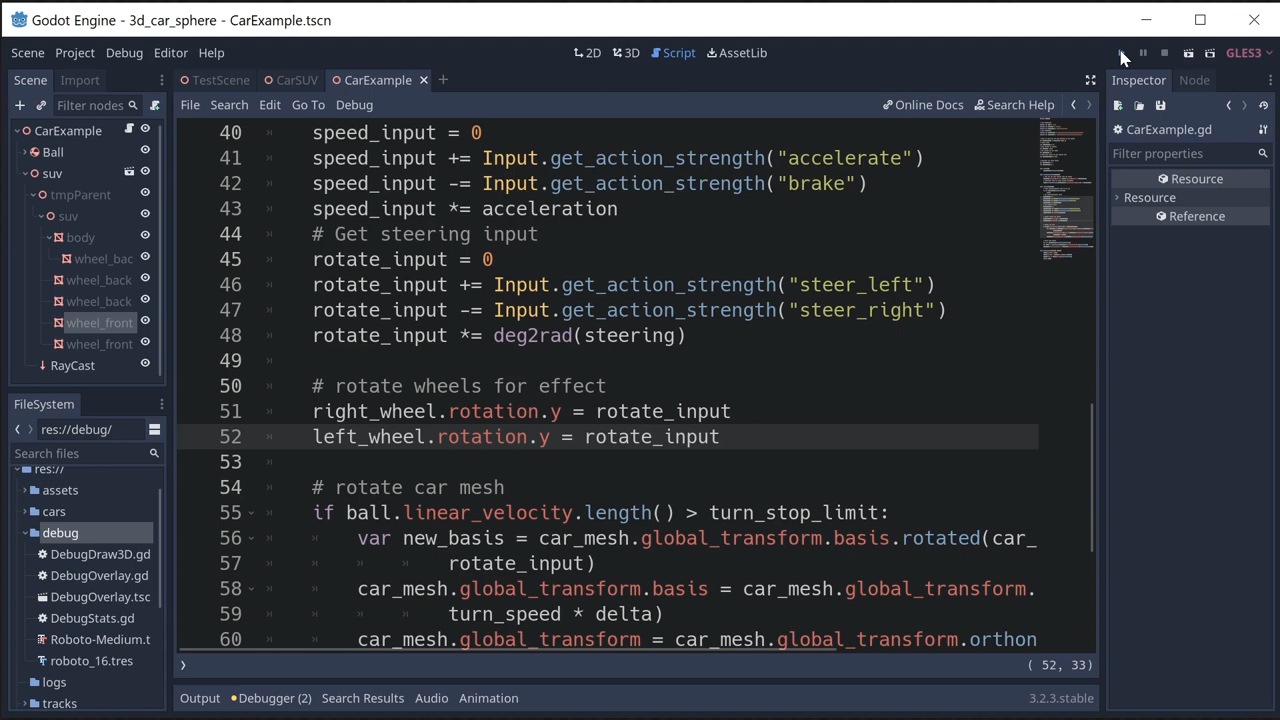 Godot Engine - 3d_car_sphere - CarExample.tscn
Scene Project Debug Editor Help
2D 3D Script AssetLib
GLES3
Scene Import
Filter nodes
CarExample
Ball
suv
tmpParent
suv
body
wheel_bac
wheel_back
wheel_back
wheel_front
wheel_front
RayCast
FileSystem
res://debug/
Search files
res://
assets
cars
debug
DebugDraw3D.gd
DebugOverlay.gd
DebugOverlay.tsc
DebugStats.gd
Roboto-Medium.t
roboto_16.tres
logs
tracks
TestScene CarSUV CarExample
File Search Edit Go To Debug
Online Docs Search Help
40 speed_input = 0
41 speed_input += Input.get_action_strength("accelerate")
42 speed_input -= Input.get_action_strength("brake")
43 speed_input *= acceleration
44 # Get steering input
45 rotate_input = 0
46 rotate_input += Input.get_action_strength("steer_left")
47 rotate_input -= Input.get_action_strength("steer_right")
48 rotate_input *= deg2rad(steering)
49
50 # rotate wheels for effect
51 right_wheel.rotation.y = rotate_input
52 left_wheel.rotation.y = rotate_input
53
54 # rotate car mesh
55 if ball.linear_velocity.length() > turn_stop_limit:
56 var new_basis = car_mesh.global_transform.basis.rotated(car_
57 rotate_input)
58 car_mesh.global_transform.basis = car_mesh.global_transform.
59 turn_speed * delta)
60 car_mesh.global_transform = car_mesh.global_transform.orthon
( 52, 33)
Output Debugger (2) Search Results Audio Animation
3.2.3.stable
Inspector Node
CarExample.gd
Filter properties
Resource
Resource
Reference